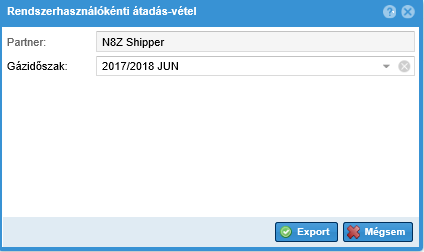 Rendszerhasználókénti átadás-vétel
Partner: N8Z Shipper
Gázidőszak: 2017/2018 JUN
Export Mégsem